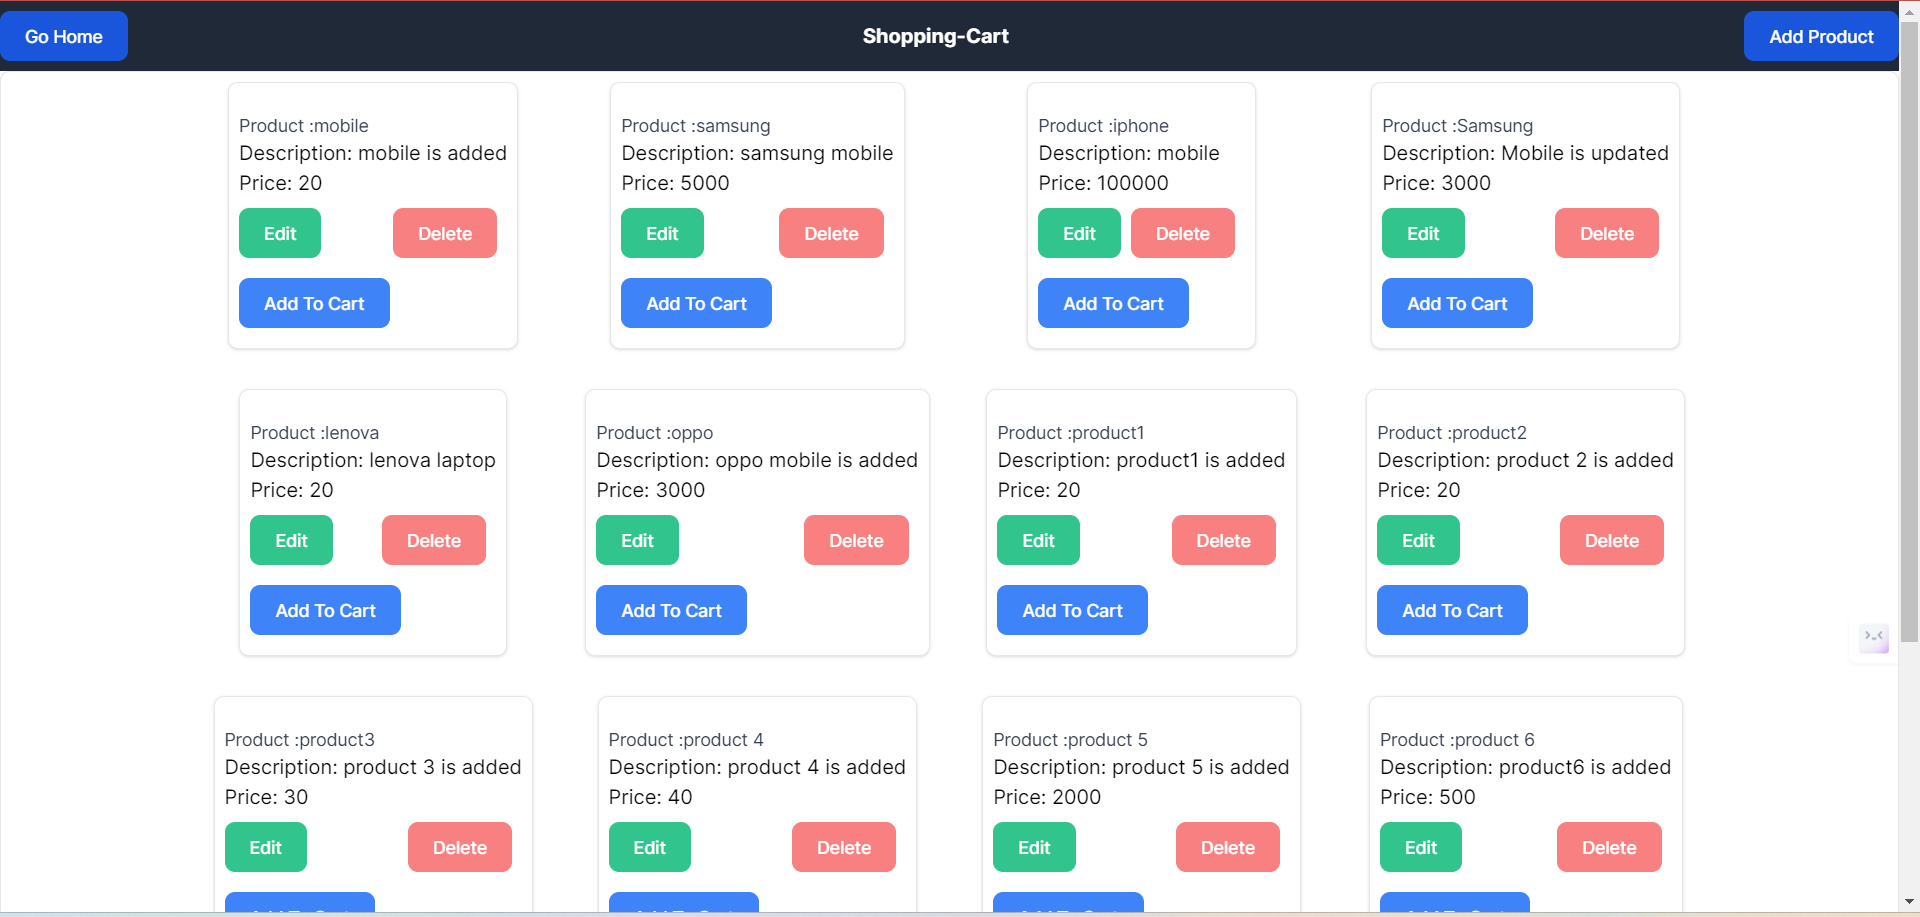 Go Home
Shopping-Cart
Add Product
Product :mobile
Description: mobile is added
Price: 20
Edit
Delete
Add To Cart
Product :samsung
Description: samsung mobile
Price: 5000
Edit
Delete
Add To Cart
Product :iphone
Description: mobile
Price: 100000
Edit
Delete
Add To Cart
Product :Samsung
Description: Mobile is updated
Price: 3000
Edit
Delete
Add To Cart
Product :lenova
Description: lenova laptop
Price: 20
Edit
Delete
Add To Cart
Product :oppo
Description: oppo mobile is added
Price: 3000
Edit
Delete
Add To Cart
Product :product1
Description: product1 is added
Price: 20
Edit
Delete
Add To Cart
Product :product2
Description: product 2 is added
Price: 20
Edit
Delete
Add To Cart
Product :product3
Description: product 3 is added
Price: 30
Edit
Delete
Product :product 4
Description: product 4 is added
Price: 40
Edit
Delete
Product :product 5
Description: product 5 is added
Price: 2000
Edit
Delete
Product :product 6
Description: product6 is added
Price: 500
Edit
Delete